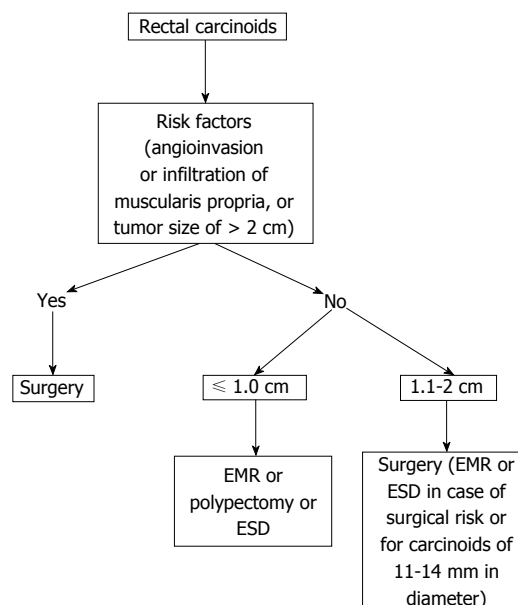 Rectal carcinoids
Risk factors
(angioinvasion
or infiltration of
muscularis propria, or
tumor size of > 2 cm)
Yes
No
Surgery
≤ 1.0 cm
1.1-2 cm
EMR or
polypectomy or
ESD
Surgery (EMR or
ESD in case of
surgical risk or
for carcinoids of
11-14 mm in
diameter)